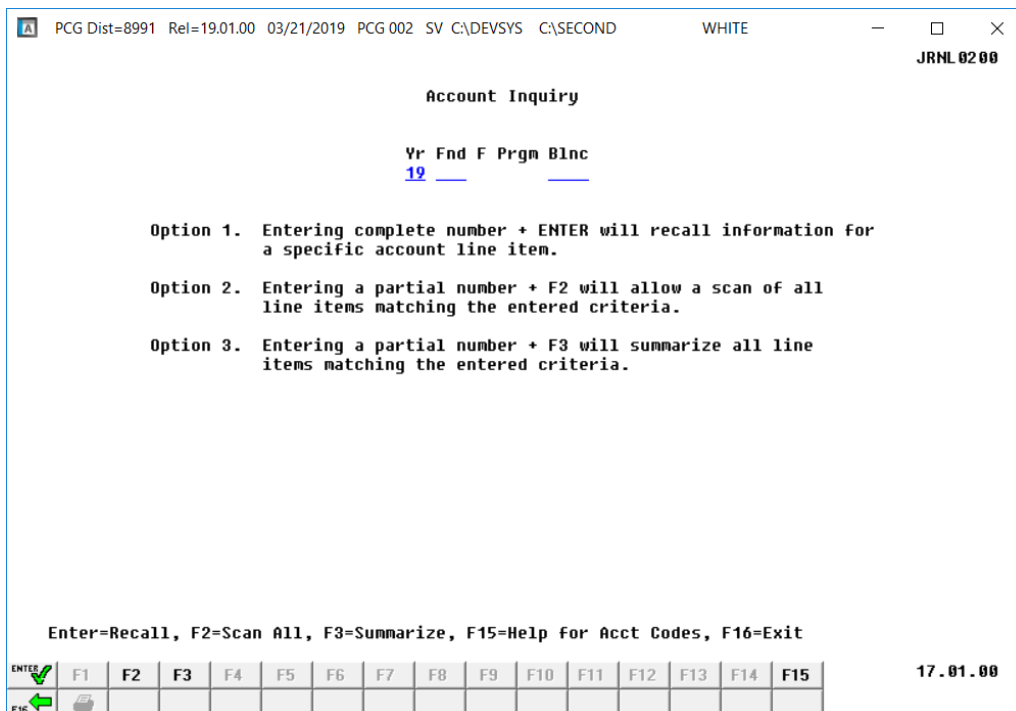 A PCG Dist=8991 Rel=19.01.00 03/21/2019 PCG 002 SV C:\DEVSYS C:\SECOND WHITE
JRNL0200
Account Inquiry
Yr Fnd F Prgm Blnc
19
Option 1. Entering complete number + ENTER will recall information for
a specific account line item.
Option 2. Entering a partial number + F2 will allow a scan of all
line items matching the entered criteria.
Option 3. Entering a partial number + F3 will summarize all line
items matching the entered criteria.
Enter=Recall, F2=Scan All, F3=Summarize, F15=Help for Acct Codes, F16=Exit
ENTER F1 F2 F3 F4 F5 F6 F7 F8 F9 F10 F11 F12 F13 F14 F15 17.01.00
F16